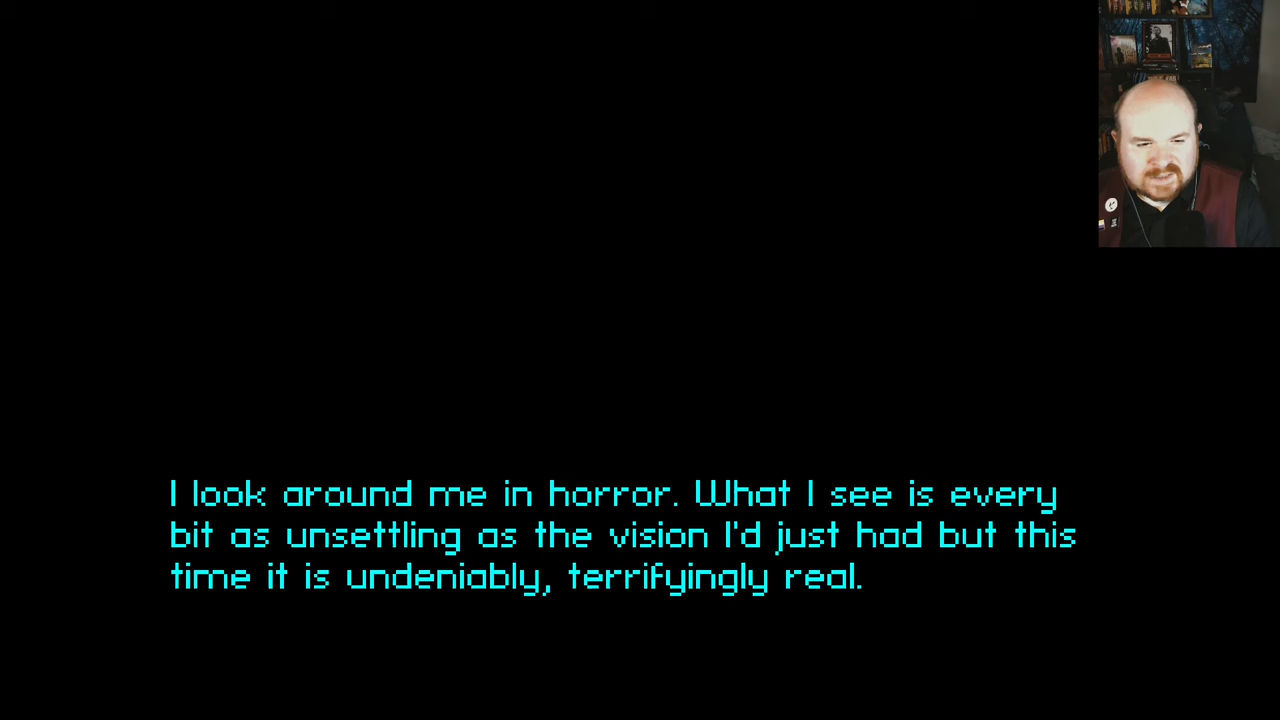 I look around me in horror. What I see is every
bit as unsettling as the vision I'd just had but this
time it is undeniably, terrifyingly real.